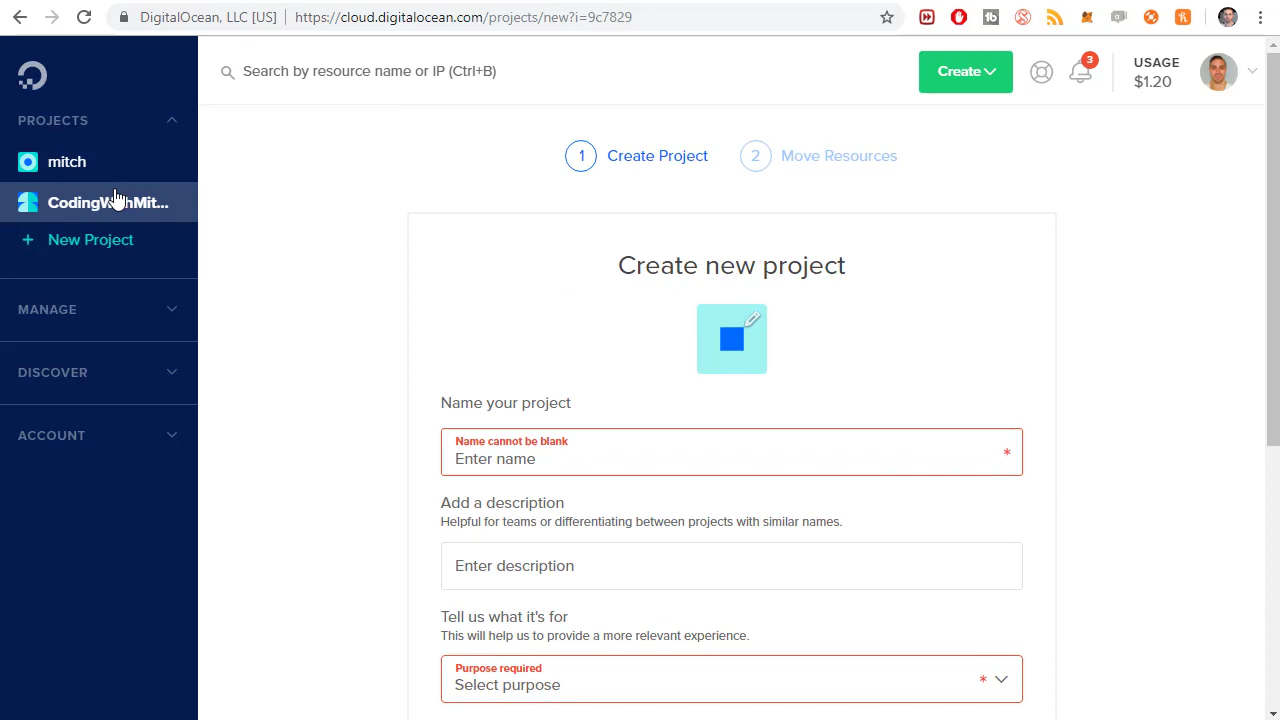 DigitalOcean, LLC [US]
https://cloud.digitalocean.com/projects/new?i=9c7829
Search by resource name or IP (Ctrl+B)
Create
3
USAGE
$1.20
PROJECTS
mitch
CodingWithMit...
+ New Project
MANAGE
DISCOVER
ACCOUNT
1 Create Project
2 Move Resources
Create new project
Name your project
Name cannot be blank
Enter name *
Add a description
Helpful for teams or differentiating between projects with similar names.
Enter description
Tell us what it's for
This will help us to provide a more relevant experience.
Purpose required
Select purpose *